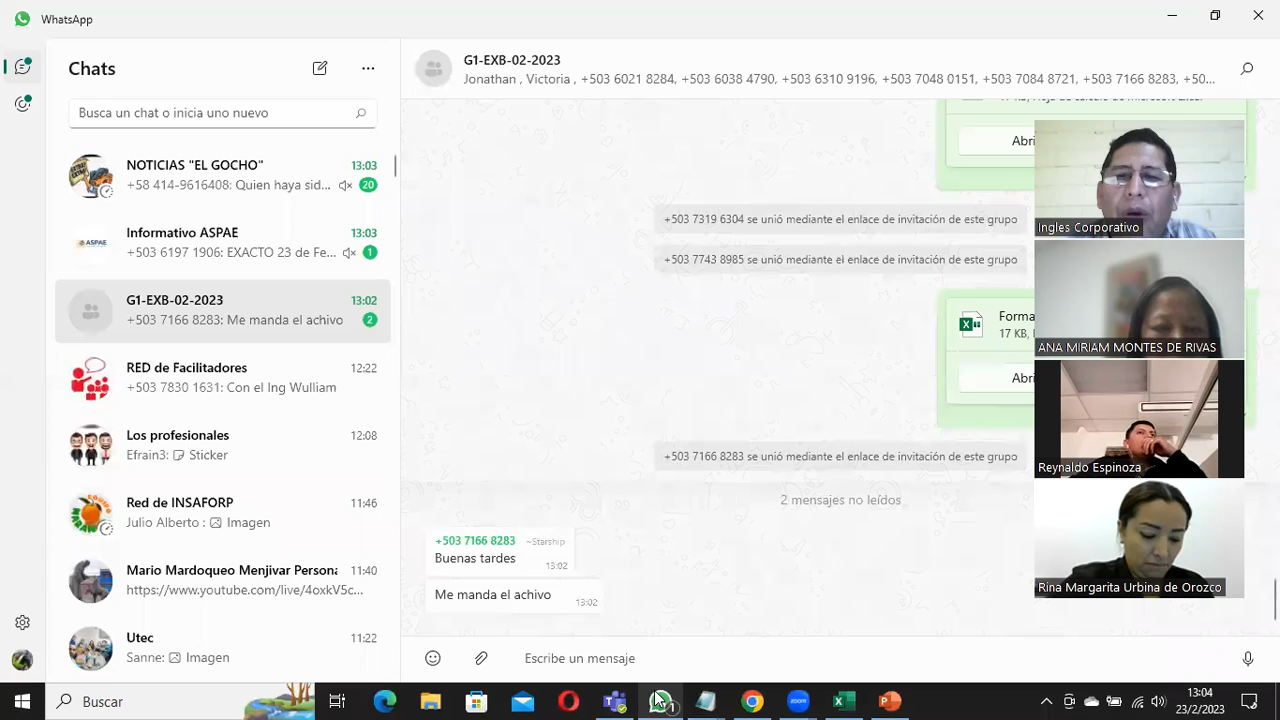 WhatsApp
Chats
Busca un chat o inicia uno nuevo
NOTICIAS "EL GOCHO"
13:03
+58 414-9616408: Quien haya sid...
20
Informativo ASPAE
13:03
+503 6197 1906: EXACTO 23 de Fe...
1
G1-EXB-02-2023
13:02
+503 7166 8283: Me manda el achivo
2
RED de Facilitadores
12:22
+503 7830 1631: Con el Ing Wulliam
Los profesionales
12:08
Efrain3: Sticker
Red de INSAFORP
11:46
Julio Alberto : Imagen
Mario Mardoqueo Menjivar Persona
11:40
https://www.youtube.com/live/4oxkV5c...
Utec
11:22
Sanne: Imagen
G1-EXB-02-2023
Jonathan , Victoria , +503 6021 8284, +503 6038 4790, +503 6310 9196, +503 7048 0151, +503 7084 8721, +503 7166 8283, +50...
Abri
+503 7319 6304 se unió mediante el enlace de invitación de este grupo
+503 7743 8985 se unió mediante el enlace de invitación de este grupo
Forma
17 KB,
Abri
+503 7166 8283 se unió mediante el enlace de invitación de este grupo
2 mensajes no leídos
+503 7166 8283 ~Starship
Buenas tardes
13:02
Me manda el achivo
13:02
Escribe un mensaje
Ingles Corporativo
ANA MIRIAM MONTES DE RIVAS
Reynaldo Espinoza
Rina Margarita Urbina de Orozco
Buscar
1
13:04
23/2/2023